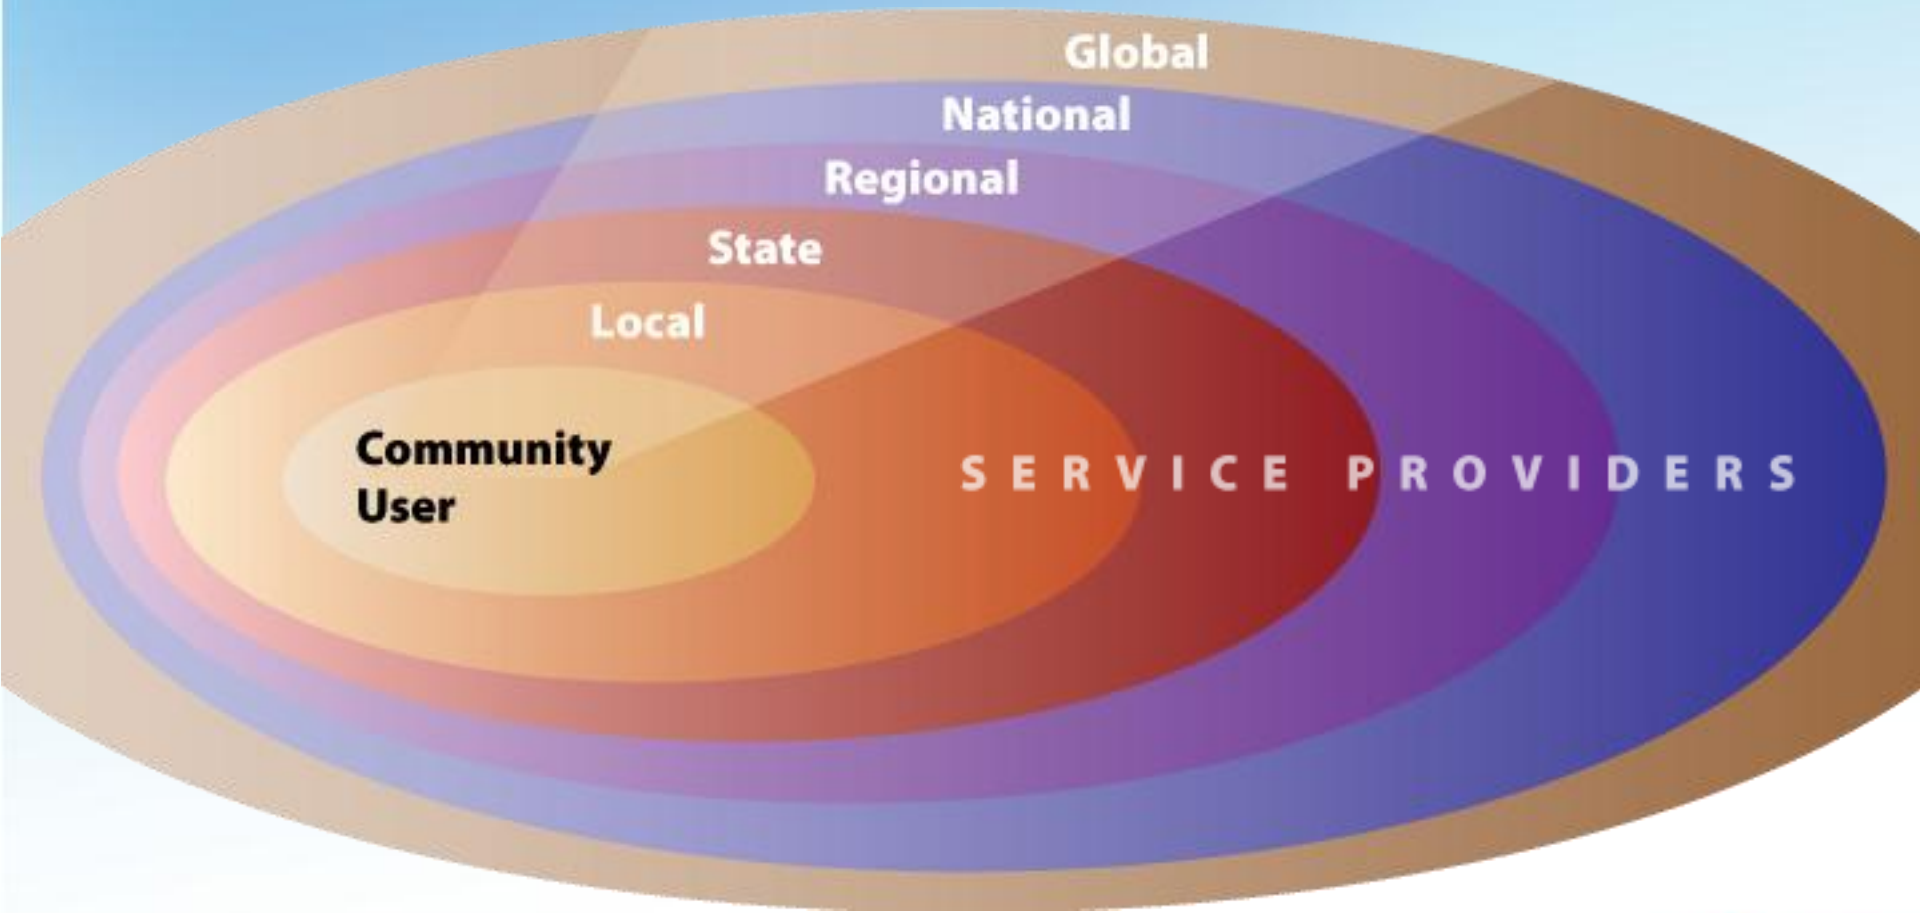 Global
National
Regional
State
Local
Community
User
SERVICE PROVIDERS